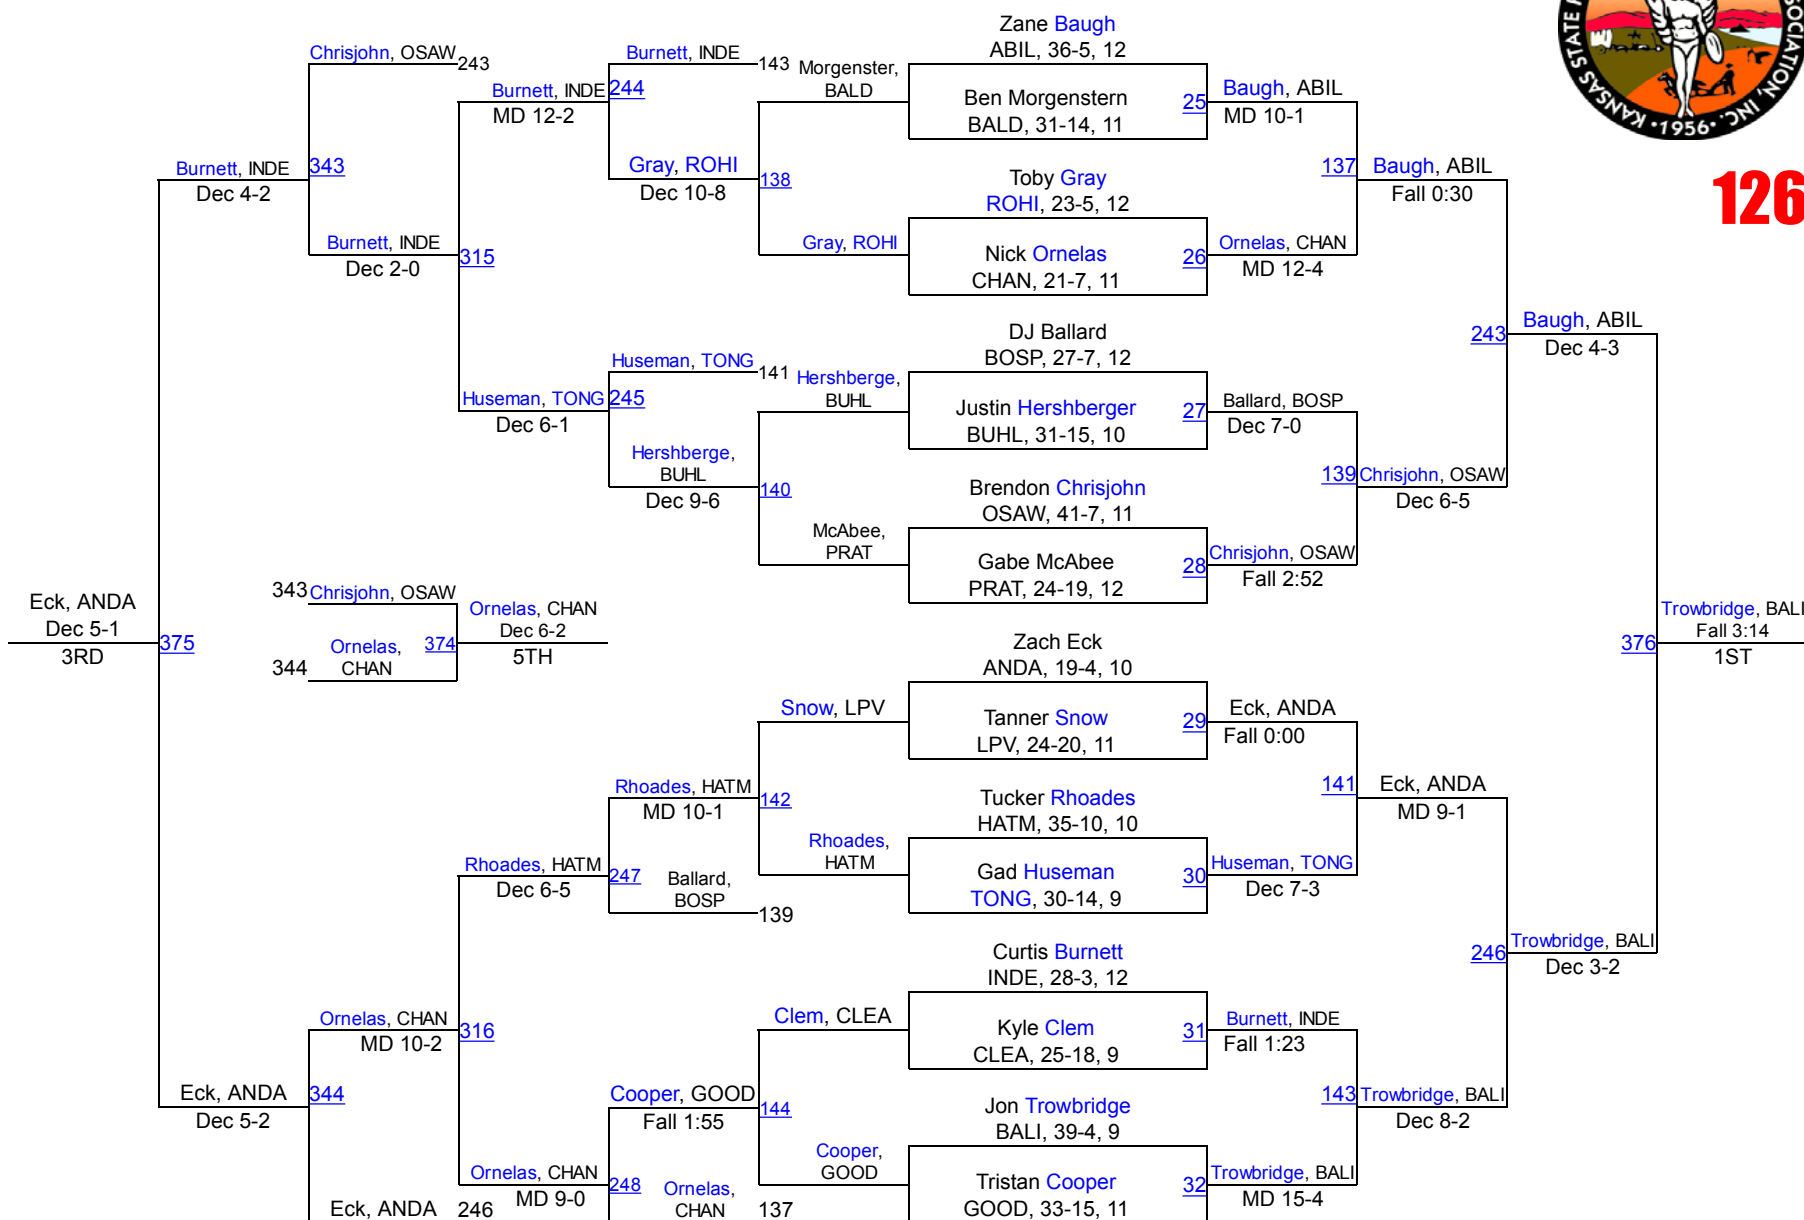 Zane Baugh
ABIL, 36-5, 12
Chrisjohn, OSAW 243
Burnett, INDE 143
Morgenster,
BALD
Burnett, INDE 244
MD 12-2
Ben Morgenstern 25
BALD, 31-14, 11
Baugh, ABIL
MD 10-1
KANSAS STATE
SOCIATION, INC.
•1956•
126
Burnett, INDE 343
Dec 4-2
Gray, ROHI 138
Dec 10-8
Toby Gray
ROHI, 23-5, 12
137 Baugh, ABIL
Fall 0:30
Burnett, INDE 315
Dec 2-0
Gray, ROHI
Nick Ornelas 26
CHAN, 21-7, 11
Ornelas, CHAN
MD 12-4
DJ Ballard
BOSP, 27-7, 12
243 Baugh, ABIL
Dec 4-3
Huseman, TONG 141
Hershberge,
BUHL
Huseman, TONG 245
Dec 6-1
Justin Hershberger 27
BUHL, 31-15, 10
Ballard, BOSP
Dec 7-0
Hershberge,
BUHL 140
Dec 9-6
Brendon Chrisjohn
OSAW, 41-7, 11
139 Chrisjohn, OSAW
Dec 6-5
McAbee,
PRAT
Gabe McAbee 28
PRAT, 24-19, 12
Chrisjohn, OSAW
Fall 2:52
Eck, ANDA
Dec 5-1
3RD
375
343 Chrisjohn, OSAW
344 Ornelas,
CHAN
374
Ornelas, CHAN
Dec 6-2
5TH
Zach Eck
ANDA, 19-4, 10
376
Trowbridge, BALI
Fall 3:14
1ST
Snow, LPV
Tanner Snow 29
LPV, 24-20, 11
Eck, ANDA
Fall 0:00
Rhoades, HATM 142
MD 10-1
Tucker Rhoades
HATM, 35-10, 10
141 Eck, ANDA
MD 9-1
Rhoades, HATM 247
Dec 6-5
Ballard,
BOSP
139
Rhoades,
HATM
Gad Huseman 30
TONG, 30-14, 9
Huseman, TONG
Dec 7-3
Curtis Burnett
INDE, 28-3, 12
246 Trowbridge, BALI
Dec 3-2
Ornelas, CHAN 316
MD 10-2
Clem, CLEA
Kyle Clem 31
CLEA, 25-18, 9
Burnett, INDE
Fall 1:23
Eck, ANDA 344
Dec 5-2
Cooper, GOOD 144
Fall 1:55
Jon Trowbridge
BALI, 39-4, 9
143 Trowbridge, BALI
Dec 8-2
Cooper,
GOOD
Ornelas, CHAN 248
MD 9-0
Ornelas,
CHAN 137
Tristan Cooper 32
GOOD, 33-15, 11
Trowbridge, BALI
MD 15-4
Eck, ANDA 246